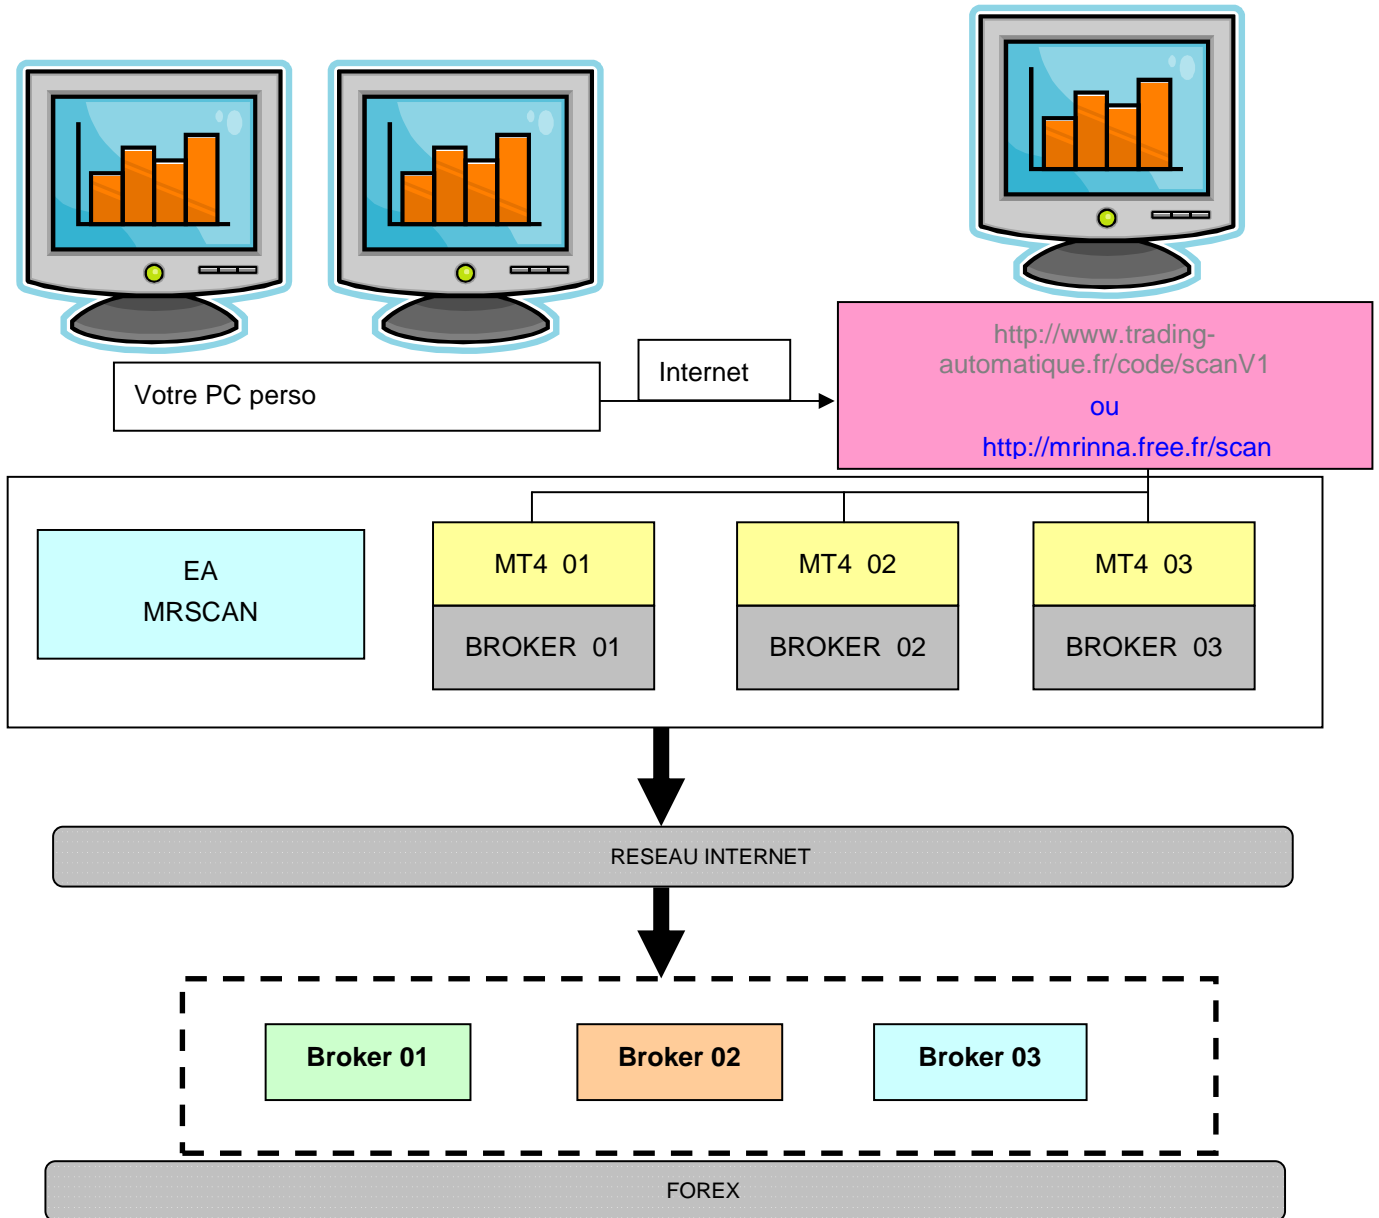 Votre PC perso
Internet
http://www.trading-
automatique.fr/code/scanV1
ou
http://mrinna.free.fr/scan
EA
MRSCAN
MT4 01
BROKER 01
MT4 02
BROKER 02
MT4 03
BROKER 03
RESEAU INTERNET
Broker 01
Broker 02
Broker 03
FOREX